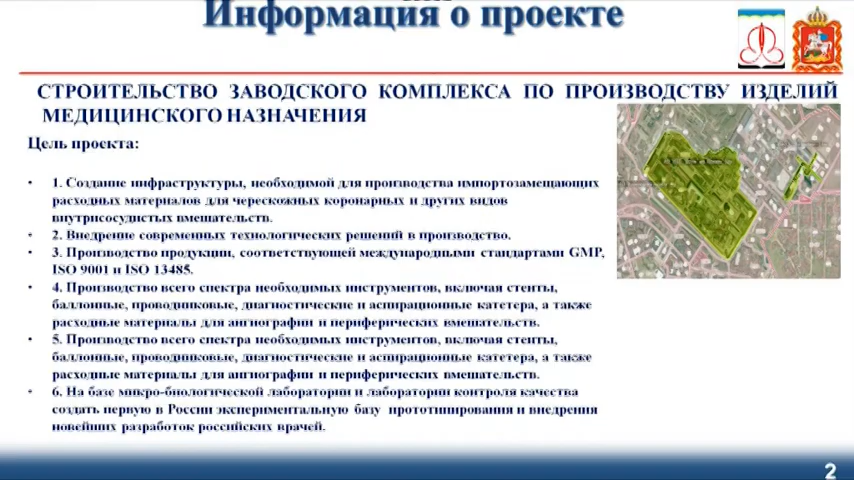 Информация о проекте
СТРОИТЕЛЬСТВО ЗАВОДСКОГО КОМПЛЕКСА ПО ПРОИЗВОДСТВУ ИЗДЕЛИЙ
МЕДИЦИНСКОГО НАЗНАЧЕНИЯ
Цель проекта:
• 1. Создание инфраструктуры, необходимой для производства импортозамещающих
расходных материалов для черескожных коронарных и других видов
внутрисосудистых вмешательств.
• 2. Внедрение современных технологических решений в производство.
• 3. Производство продукции, соответствующей международными стандартами GMP,
ISO 9001 и ISO 13485.
• 4. Производство всего спектра необходимых инструментов, включая стенты,
баллонные, проводниковые, диагностические и аспирационные катетера, а также
расходные материалы для ангиографии и периферических вмешательств.
• 5. Производство всего спектра необходимых инструментов, включая стенты,
баллонные, проводниковые, диагностические и аспирационные катетера, а также
расходные материалы для ангиографии и периферических вмешательств.
• 6. На базе микро-биологической лаборатории и лаборатории контроля качества
создать первую в России экспериментальную базу прототипирования и внедрения
новейших разработок российских врачей.
2